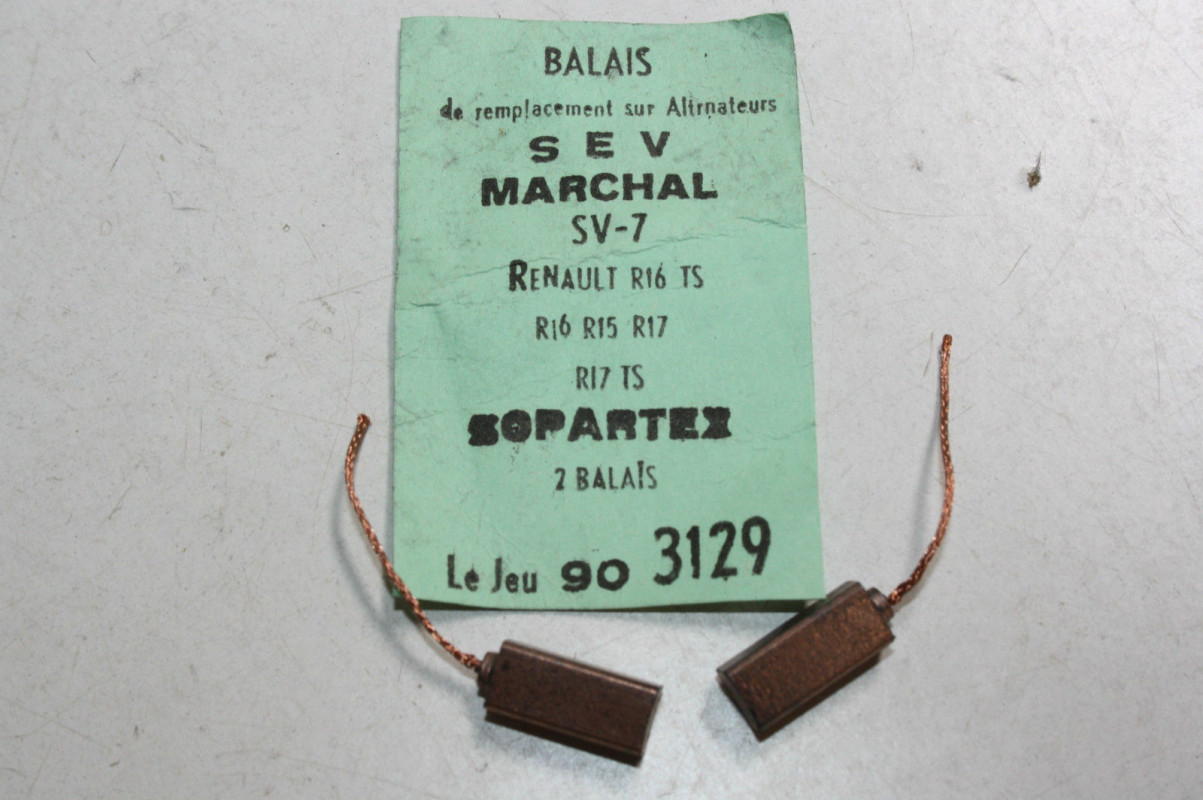 BALAIS
de remplacement sur Altrnateurs
SEV
MARCHAL
SV-7
RENAULT R16 TS
R16 R15 R17
R17 TS
SOPARTEX
2 BALAIS
Le Jeu 90 3129